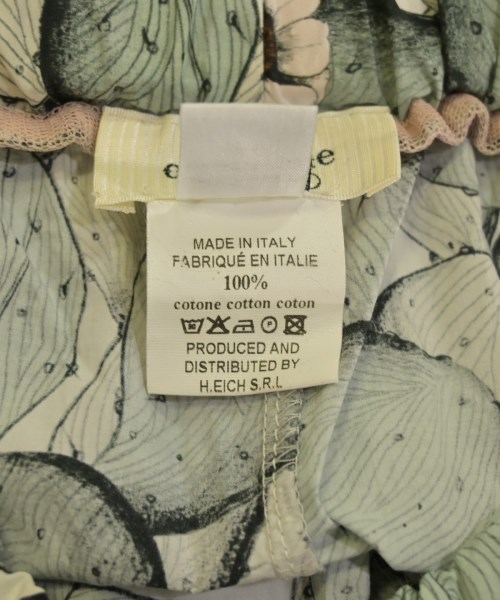 MADE IN ITALY
FABRIQUÉ EN ITALIE
100%
cotone cotton coton
PRODUCED AND
DISTRIBUTED BY
H.EICH S.R.L